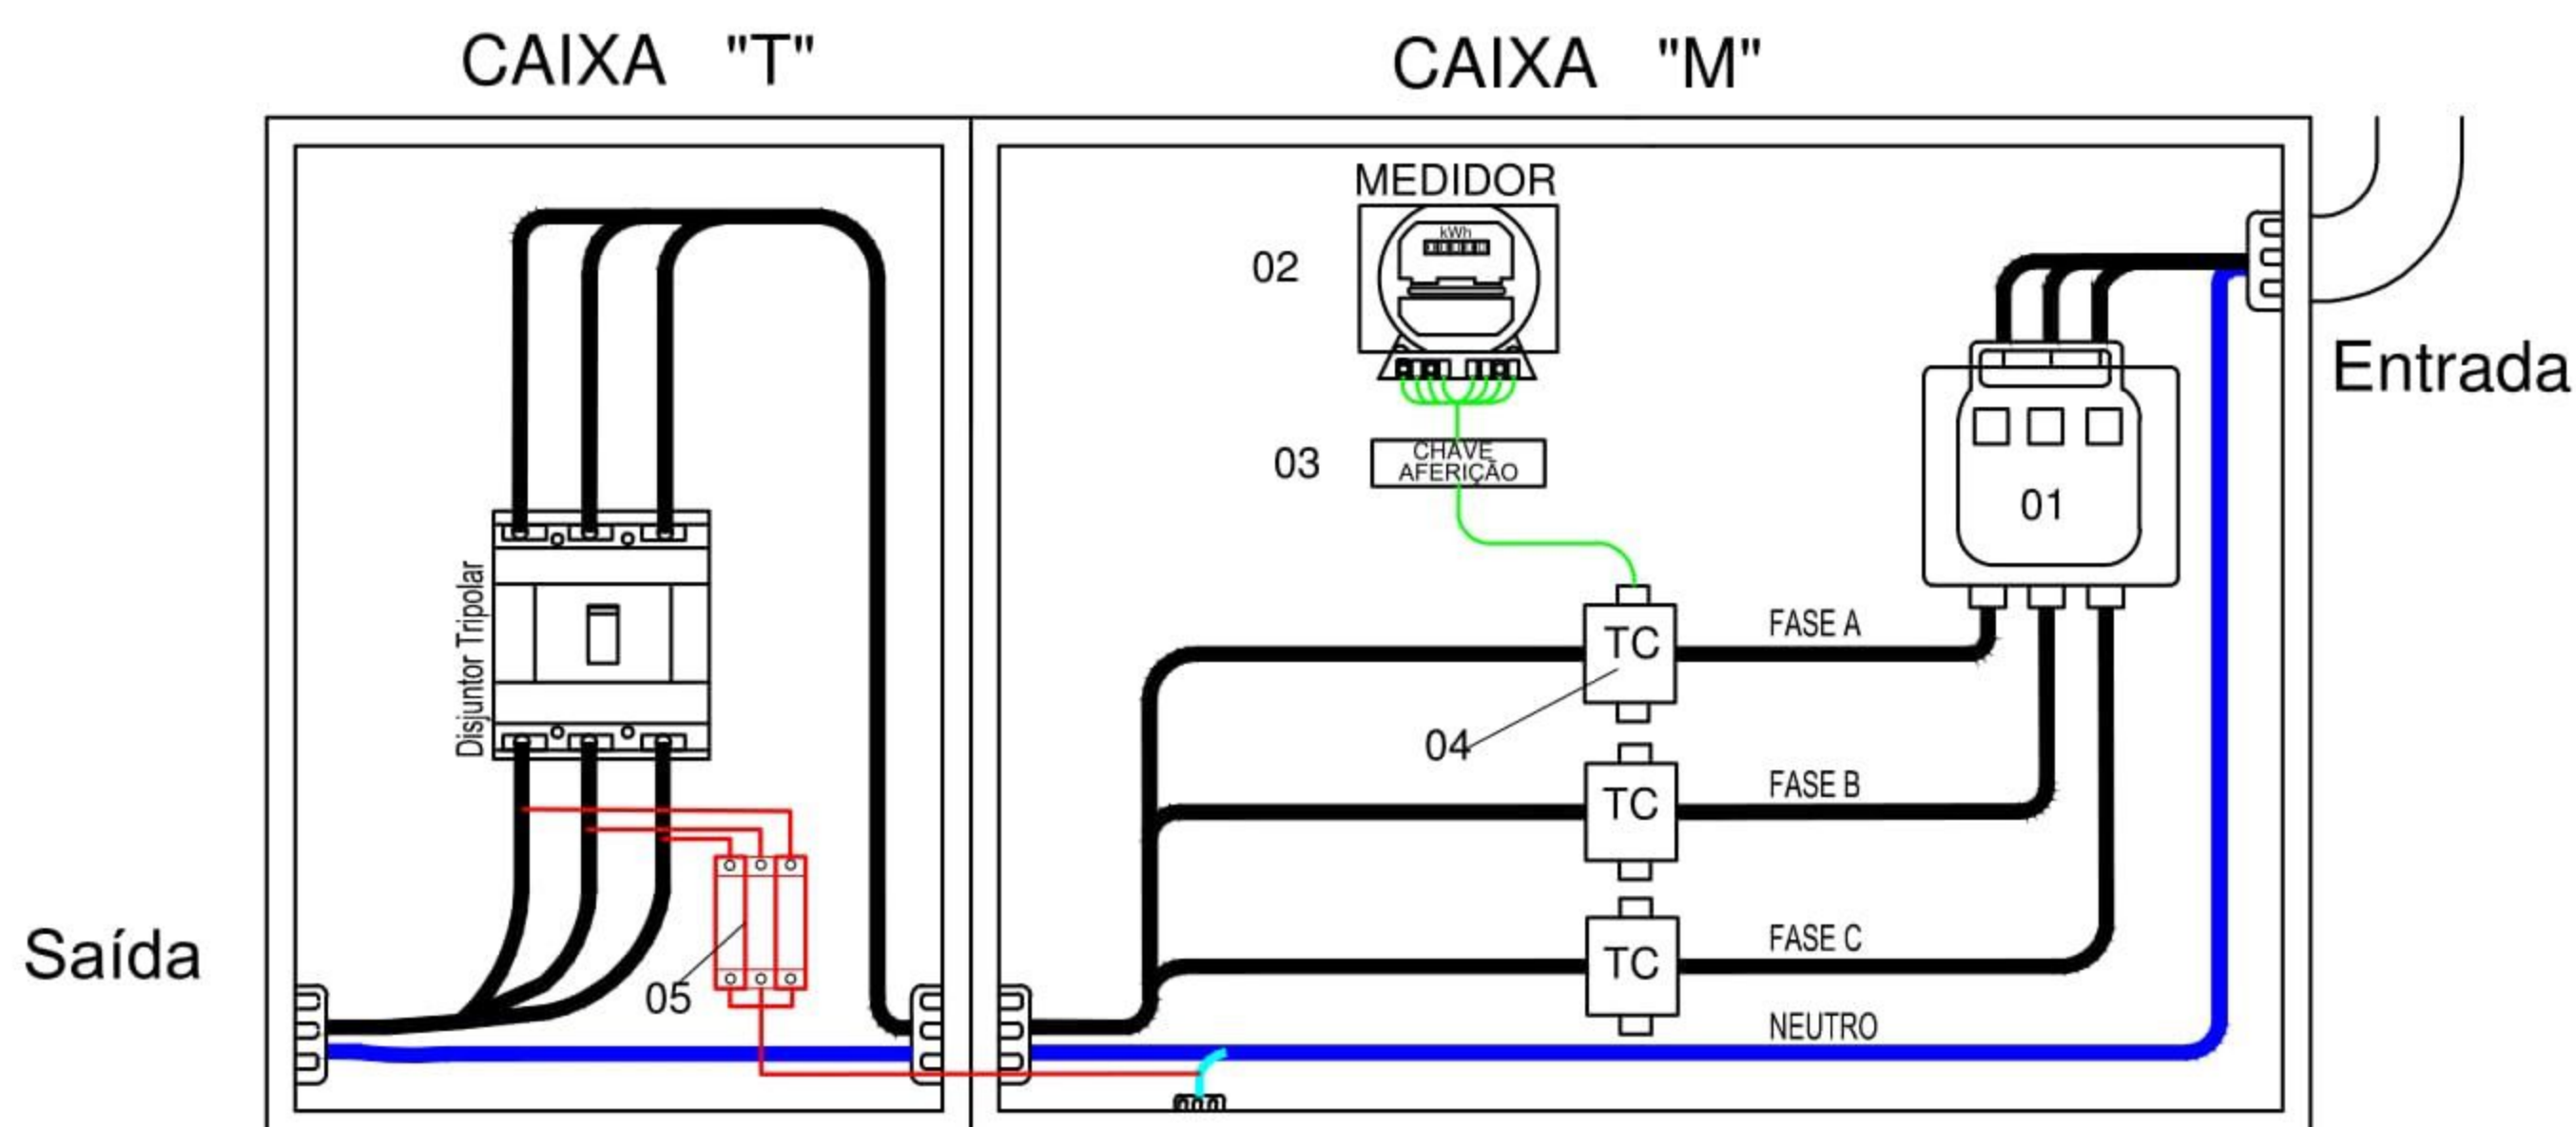 CAIXA "T"
CAIXA "M"
MEDIDOR
kWh
02
CHAVE
AFERIÇÃO
03
01
Entrada
Disjuntor Tripolar
TC
FASE A
04
TC
FASE B
TC
FASE C
05
Saída
NEUTRO